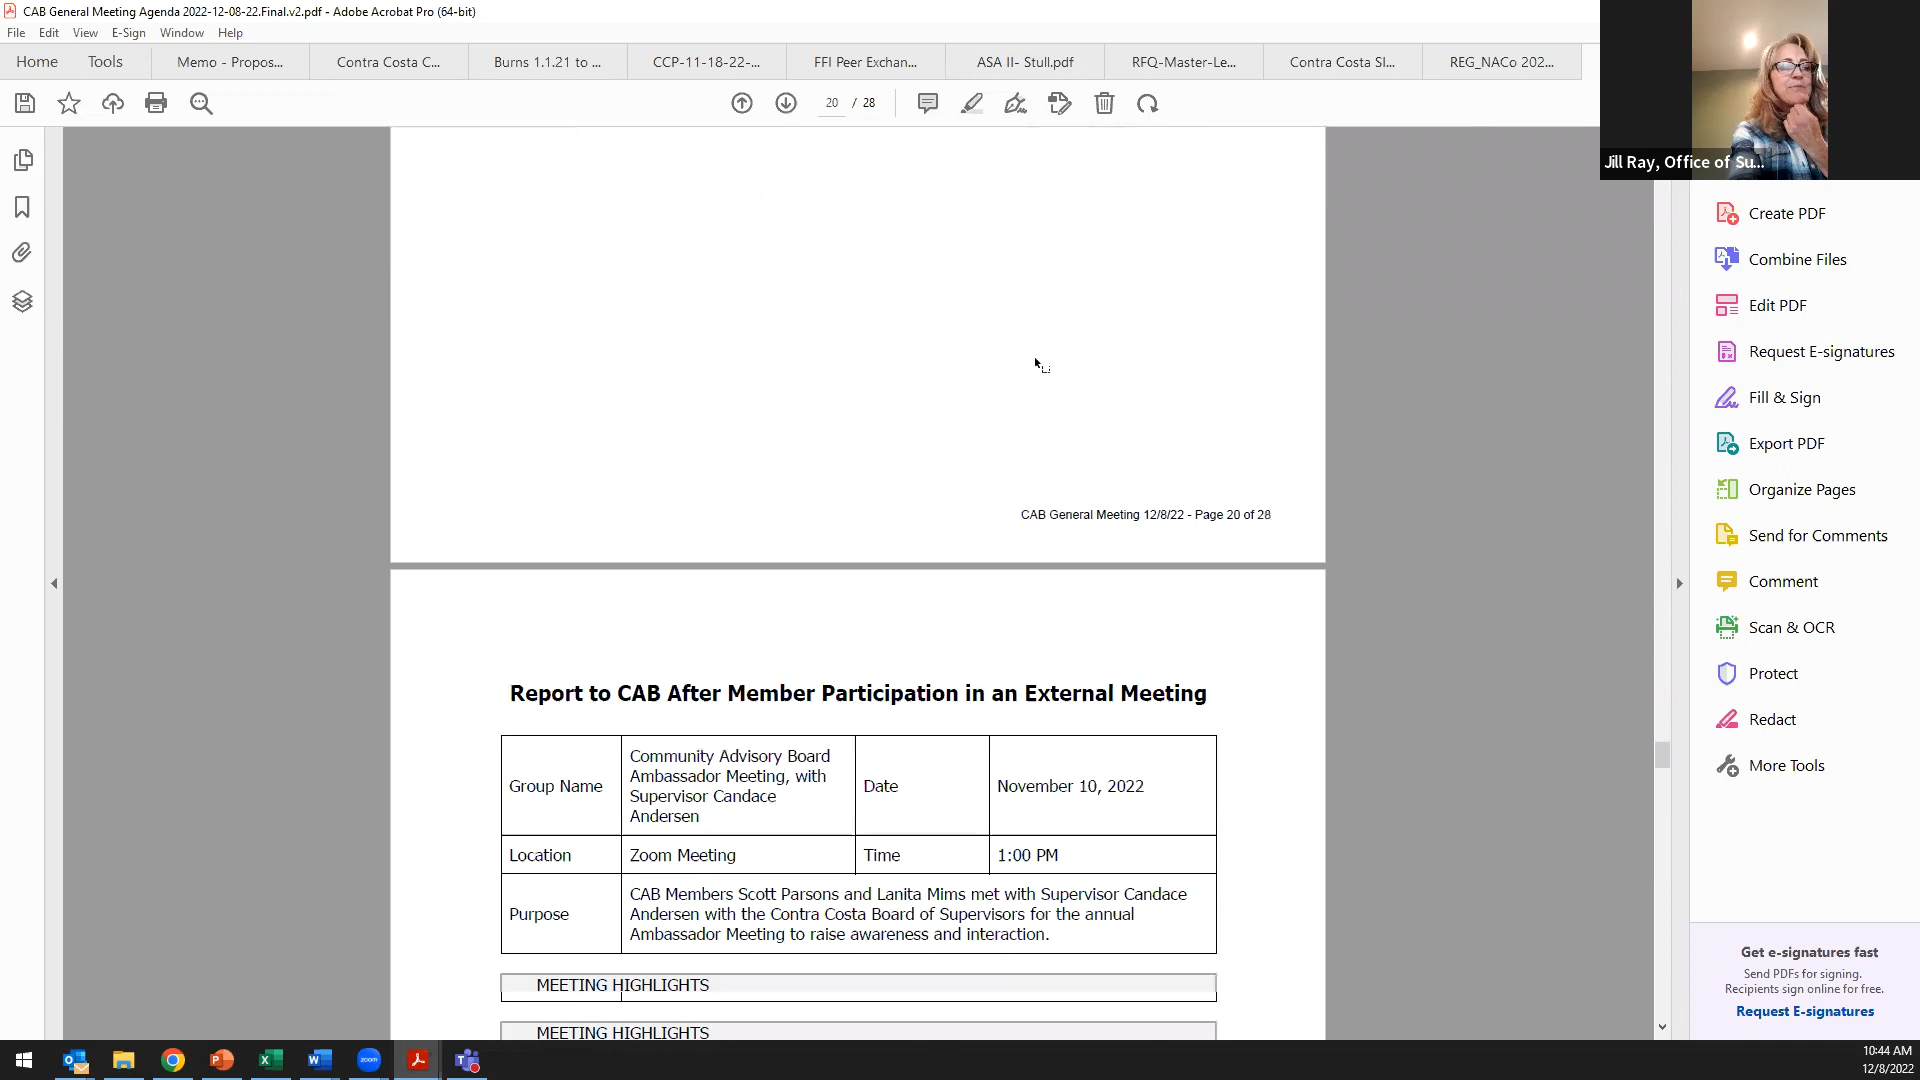 CAB General Meeting Agenda 2022-12-08-22.Final.v2.pdf - Adobe Acrobat Pro (64-bit)
File Edit View E-Sign Window Help
Home Tools Memo - Propos... Contra Costa C... Burns 1.1.21 to ... CCP-11-18-22-... FFI Peer Exchan... ASA II- Stull.pdf RFQ-Master-Le... Contra Costa SI... REG_NACo 202...
20 / 28
Jill Ray, Office of Su...
Create PDF
Combine Files
Edit PDF
Request E-signatures
Fill & Sign
Export PDF
Organize Pages
Send for Comments
Comment
Scan & OCR
Protect
Redact
More Tools
CAB General Meeting 12/8/22 - Page 20 of 28
Report to CAB After Member Participation in an External Meeting
Group Name
Community Advisory Board
Ambassador Meeting, with
Supervisor Candace
Andersen
Date
November 10, 2022
Location Zoom Meeting Time 1:00 PM
Purpose
CAB Members Scott Parsons and Lanita Mims met with Supervisor Candace
Andersen with the Contra Costa Board of Supervisors for the annual
Ambassador Meeting to raise awareness and interaction.
MEETING HIGHLIGHTS
MEETING HIGHLIGHTS
Get e-signatures fast
Send PDFs for signing.
Recipients sign online for free.
Request E-signatures
zoom
10:44 AM
12/8/2022